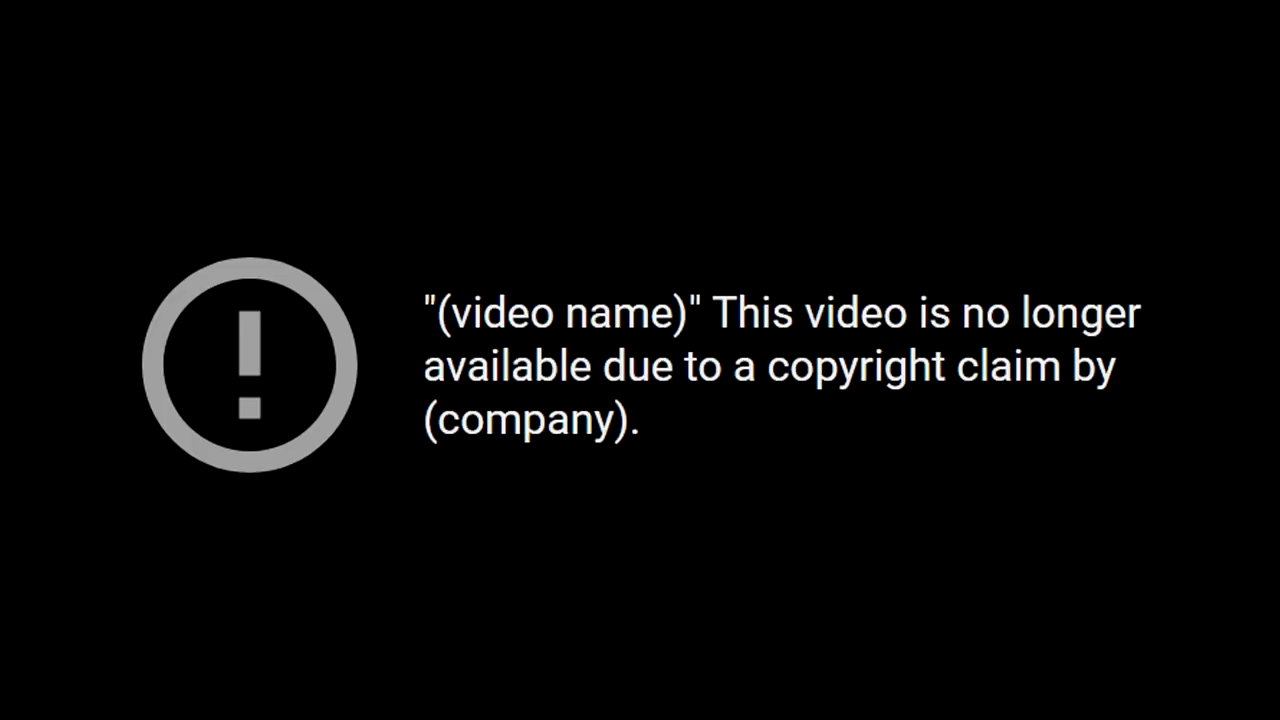 "(video name)" This video is no longer
available due to a copyright claim by
(company).